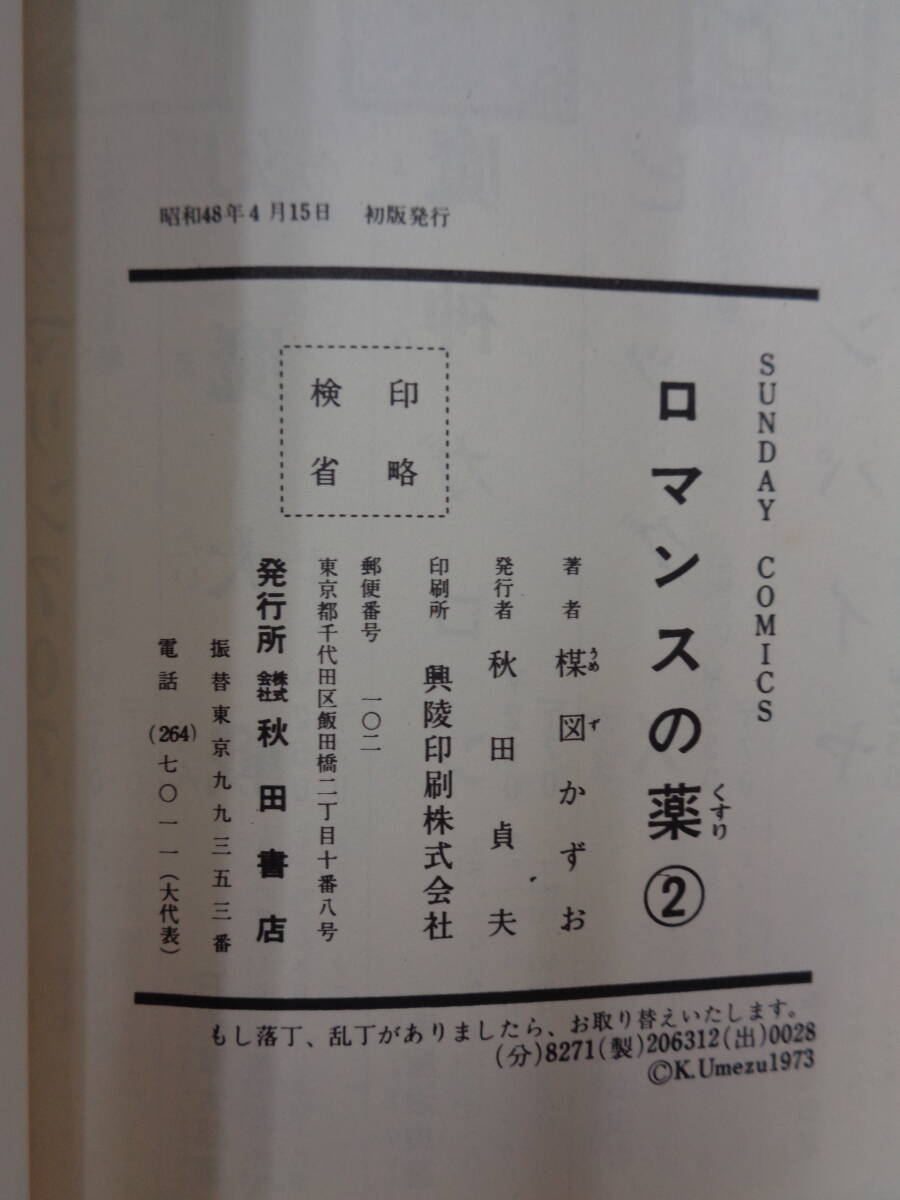 昭和48年4月15日　初版発行
SUNDAY COMICS
ロマンスの薬②
くすり
著者　楳図かずお
うめ　ず
発行者　秋田貞夫
印刷所　興陵印刷株式会社
検印
省略
郵便番号　一〇二
東京都千代田区飯田橋二丁目十番八号
発行所　株式会社　秋田書店
振替東京九九三五三番
電話　(264)七〇一一(大代表)
もし落丁、乱丁がありましたら、お取り替えいたします。
(分)8271(製)206312(出)0028
©K.Umezu1973